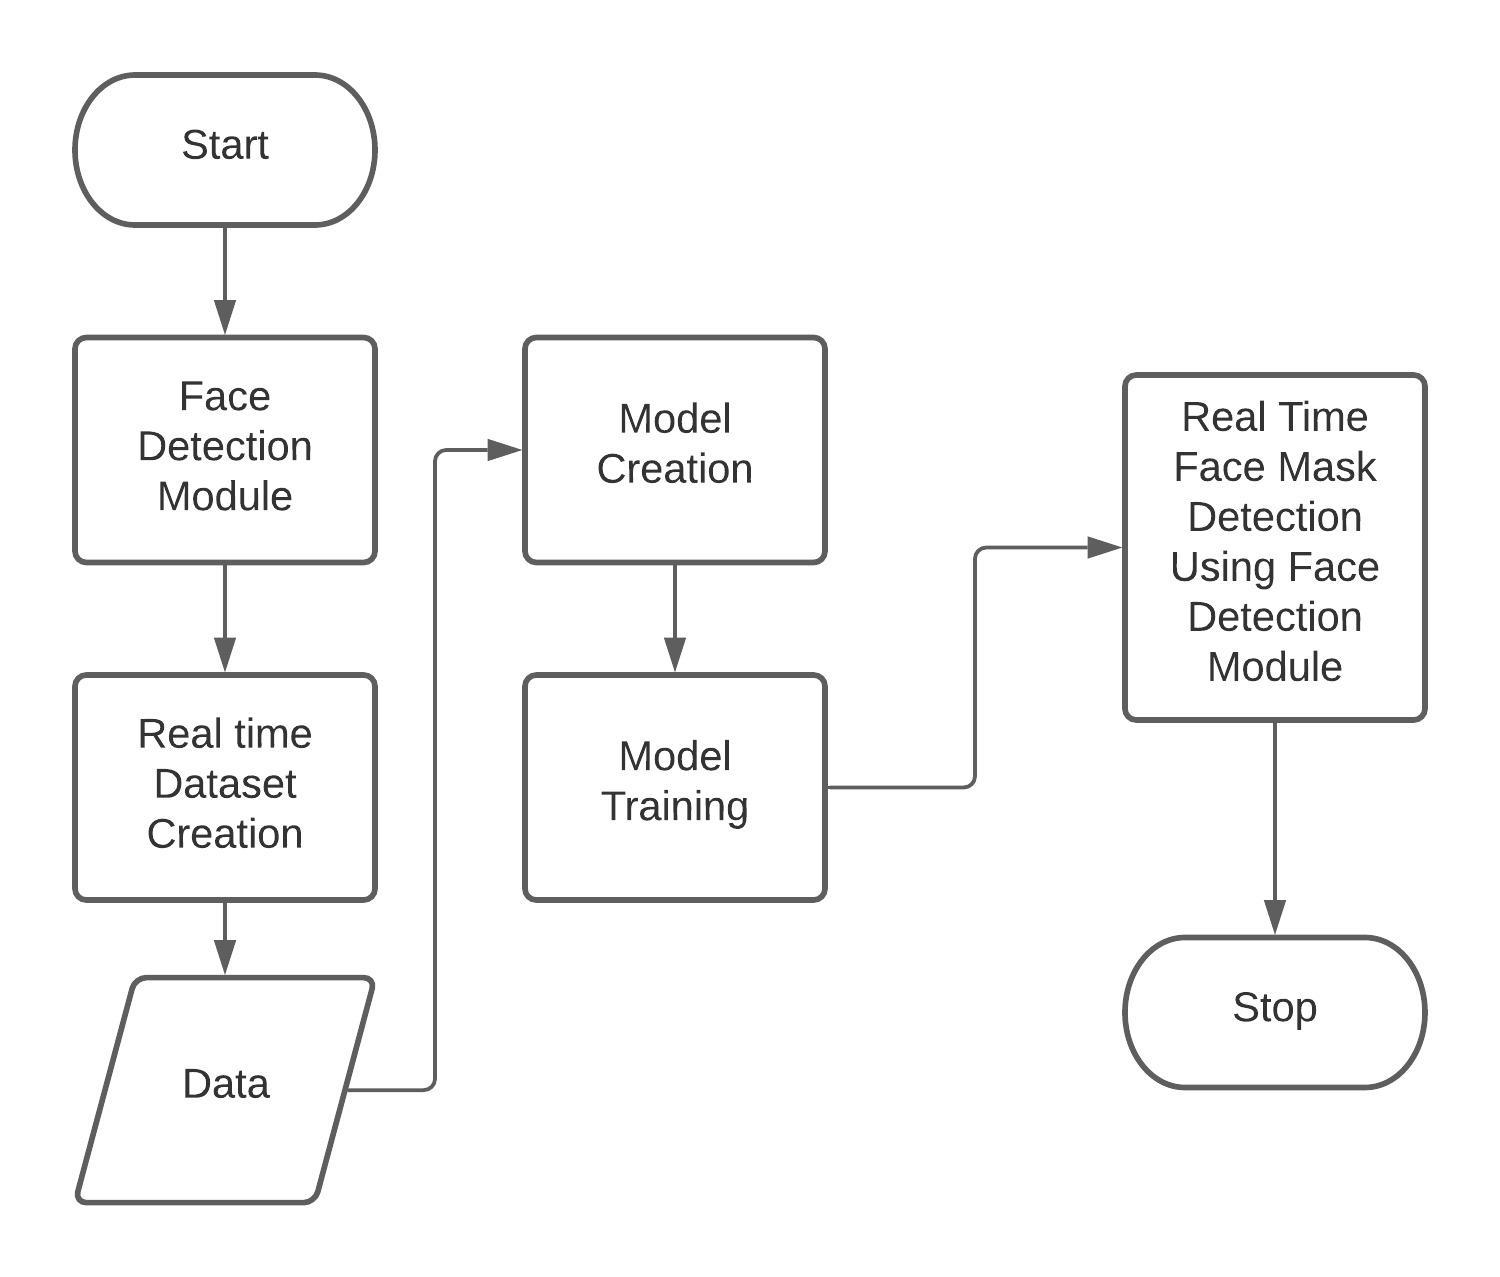 Start
Face
Detection
Module
Real time
Dataset
Creation
Data
Model
Creation
Model
Training
Real Time
Face Mask
Detection
Using Face
Detection
Module
Stop